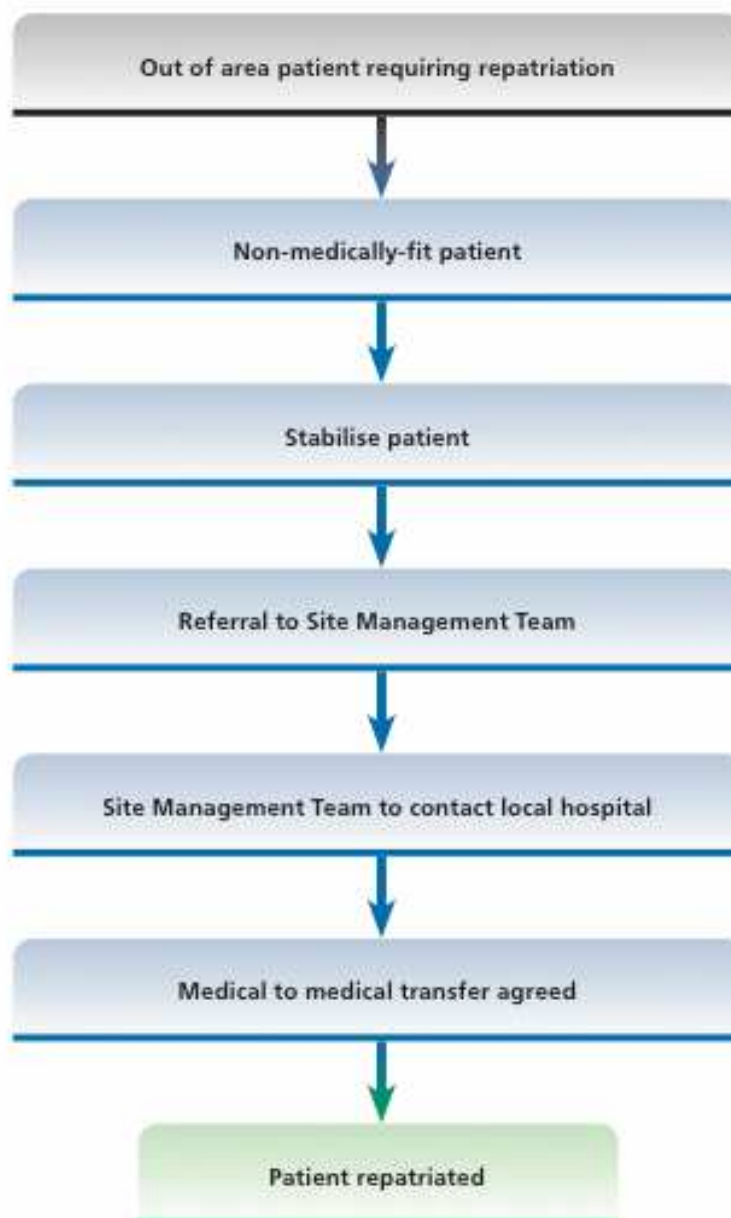 Out of area patient requiring repatriation
Non-medically-fit patient
Stabilise patient
Referral to Site Management Team
Site Management Team to contact local hospital
Medical to medical transfer agreed
Patient repatriated